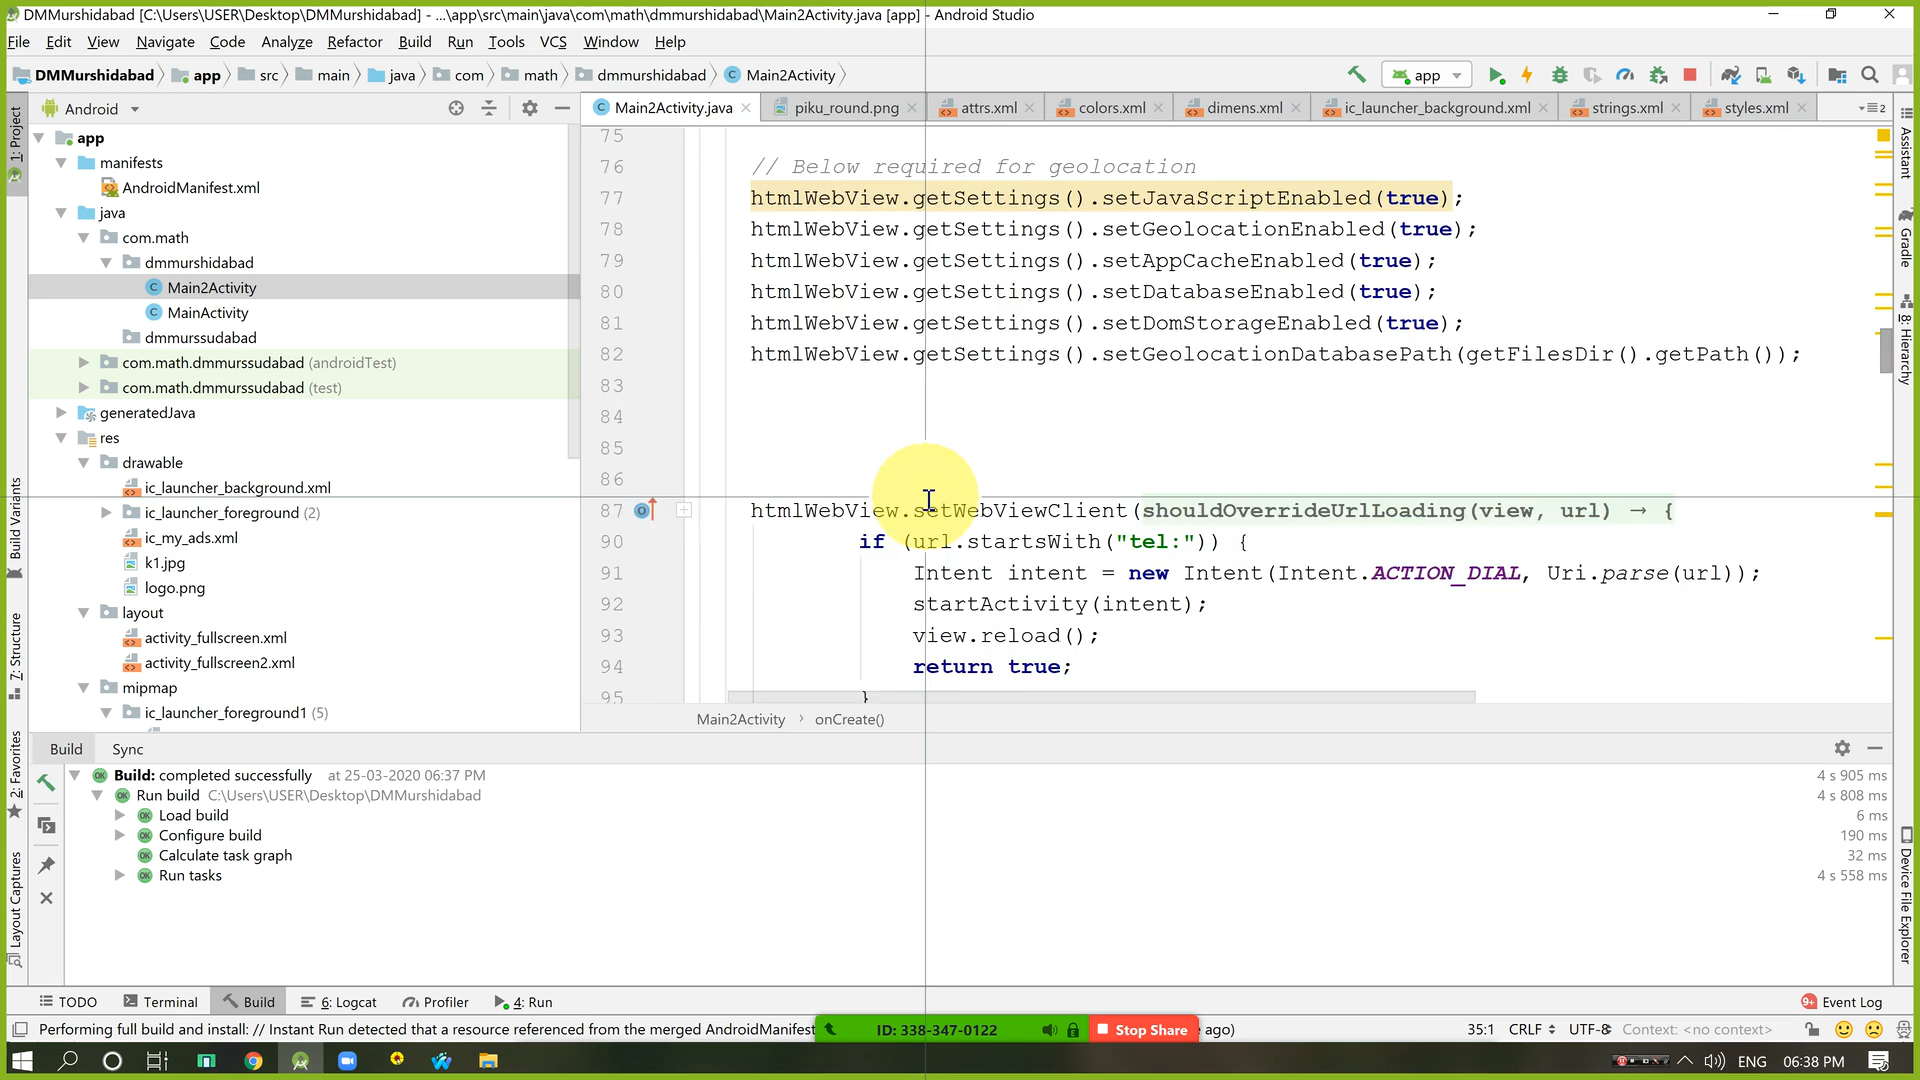 DMMurshidabad [C:\Users\USER\Desktop\DMMurshidabad] - ...\app\src\main\java\com\math\dmmurshidabad\Main2Activity.java [app] - Android Studio
File Edit View Navigate Code Analyze Refactor Build Run Tools VCS Window Help
DMMurshidabad app src main java com math dmmurshidabad Main2Activity
app
Android
Main2Activity.java piku_round.png attrs.xml colors.xml dimens.xml ic_launcher_background.xml strings.xml styles.xml
2
1: Project
Build Variants
7: Structure
2: Favorites
Layout Captures
app
manifests
AndroidManifest.xml
java
com.math
dmmurshidabad
Main2Activity
MainActivity
dmmurssudabad
com.math.dmmurssudabad (androidTest)
com.math.dmmurssudabad (test)
generatedJava
res
drawable
ic_launcher_background.xml
ic_launcher_foreground (2)
ic_my_ads.xml
k1.jpg
logo.png
layout
activity_fullscreen.xml
activity_fullscreen2.xml
mipmap
ic_launcher_foreground1 (5)
75
76 // Below required for geolocation
77 htmlWebView.getSettings().setJavaScriptEnabled(true);
78 htmlWebView.getSettings().setGeolocationEnabled(true);
79 htmlWebView.getSettings().setAppCacheEnabled(true);
80 htmlWebView.getSettings().setDatabaseEnabled(true);
81 htmlWebView.getSettings().setDomStorageEnabled(true);
82 htmlWebView.getSettings().setGeolocationDatabasePath(getFilesDir().getPath());
83
84
85
86
87 htmlWebView.setWebViewClient(shouldOverrideUrlLoading(view, url) → {
90 if (url.startsWith("tel:")) {
91 Intent intent = new Intent(Intent.ACTION_DIAL, Uri.parse(url));
92 startActivity(intent);
93 view.reload();
94 return true;
95 }
Main2Activity › onCreate()
Assistant
Gradle
8: Hierarchy
Device File Explorer
Build Sync
Build: completed successfully at 25-03-2020 06:37 PM 4 s 905 ms
Run build C:\Users\USER\Desktop\DMMurshidabad 4 s 808 ms
Load build 6 ms
Configure build 190 ms
Calculate task graph 32 ms
Run tasks 4 s 558 ms
TODO Terminal Build 6: Logcat Profiler 4: Run 9+ Event Log
Performing full build and install: // Instant Run detected that a resource referenced from the merged AndroidManifest ID: 338-347-0122 Stop Share ago) 35:1 CRLF UTF-8 Context: <no context>
ENG 06:38 PM